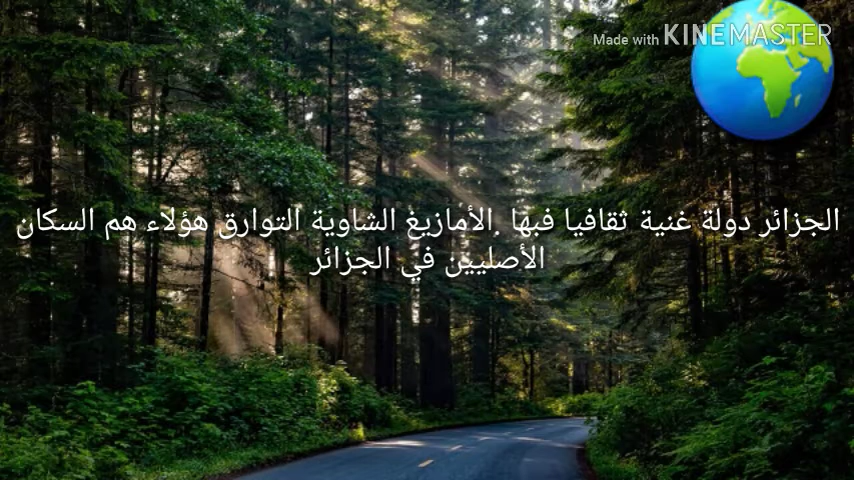 Made with KINEMASTER
الجزائر دولة غنية ثقافيا فبها .الأمازيغ الشاوية التوارق هؤلاء هم السكان
الأصليين في الجزائر